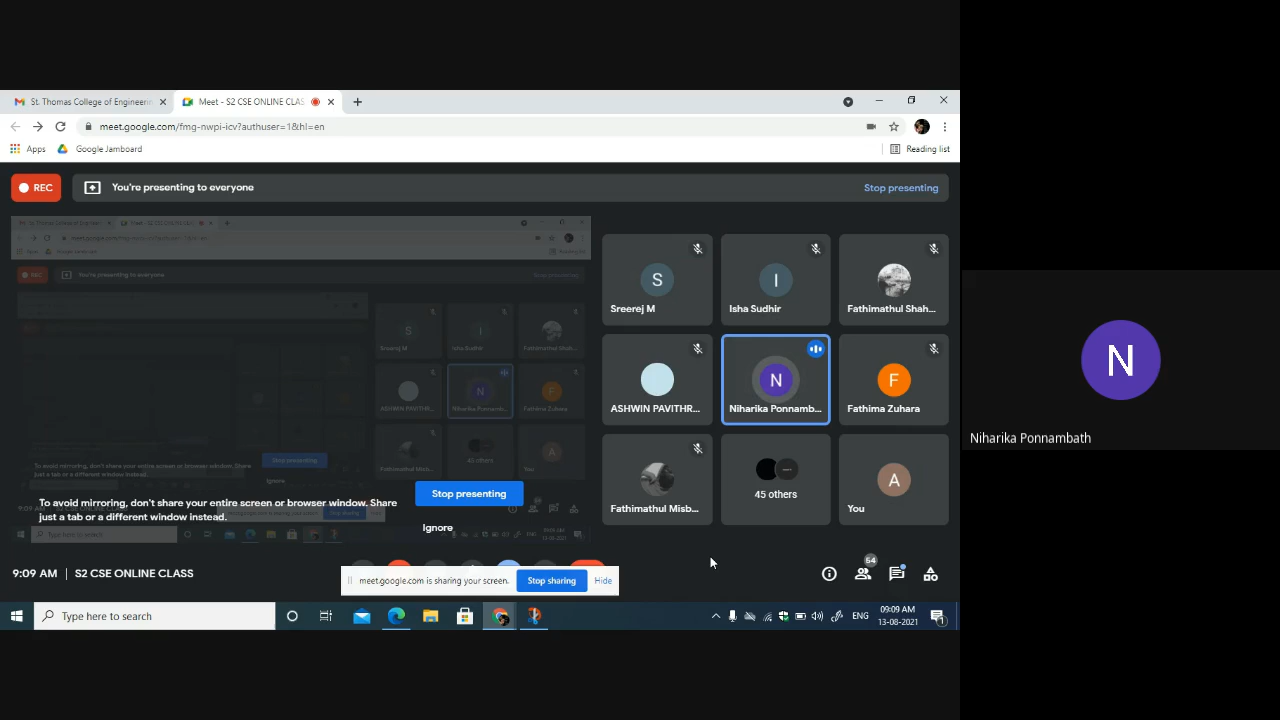 St. Thomas College of Engineerin
Meet - S2 CSE ONLINE CLAS
meet.google.com/fmg-nwpi-icv?authuser=1&hl=en
Apps
Google Jamboard
Reading list
REC
You're presenting to everyone
Stop presenting
S
Sreerej M
I
Isha Sudhir
Fathimathul Shah...
ASHWIN PAVITHR...
N
Niharika Ponnamb...
F
Fathima Zuhara
Fathimathul Misb...
45 others
A
You
To avoid mirroring, don't share your entire screen or browser window. Share
just a tab or a different window instead.
Stop presenting
Ignore
9:09 AM | S2 CSE ONLINE CLASS
meet.google.com is sharing your screen.
Stop sharing
Hide
54
Type here to search
ENG
09:09 AM
13-08-2021
1
N
Niharika Ponnambath